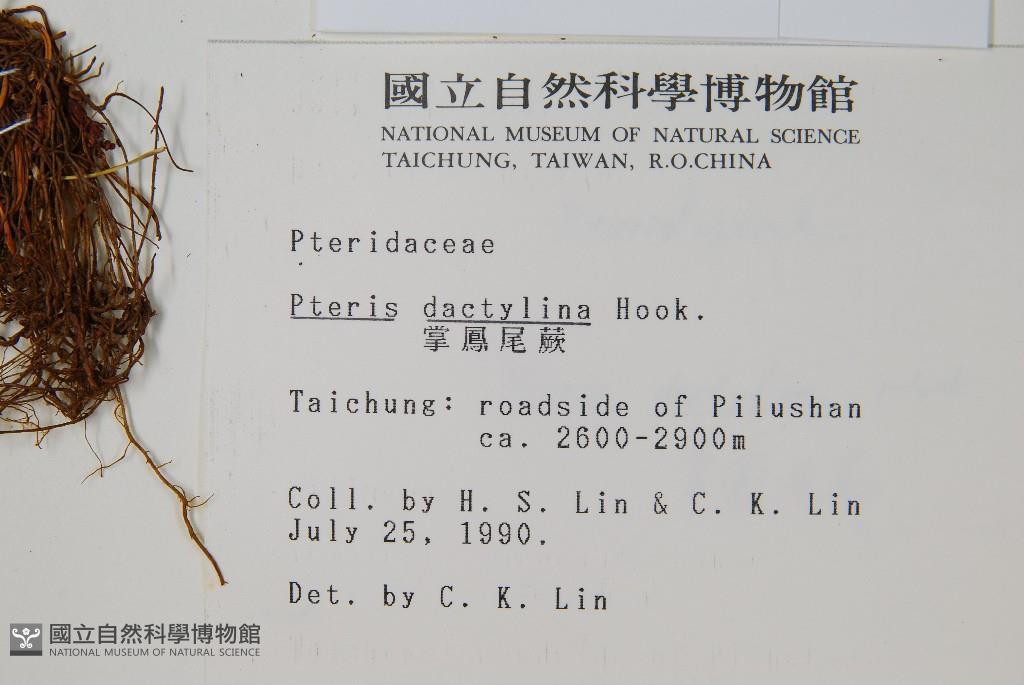 國立自然科學博物館
NATIONAL MUSEUM OF NATURAL SCIENCE
TAICHUNG, TAIWAN, R.O.CHINA
Pteridaceae
Pteris dactylina Hook.
掌鳳尾蕨
Taichung: roadside of Pilushan
ca. 2600-2900m
Coll. by H. S. Lin & C. K. Lin
July 25, 1990.
Det. by C. K. Lin
國立自然科學博物館
NATIONAL MUSEUM OF NATURAL SCIENCE